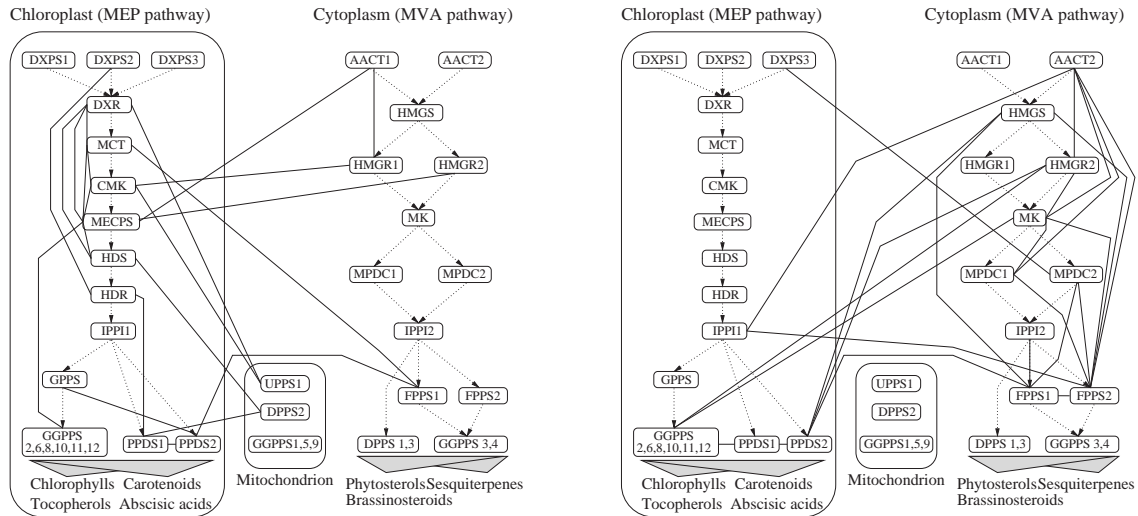 Chloroplast (MEP pathway)
Cytoplasm (MVA pathway)
DXPS1
DXPS2
DXPS3
AACT1
AACT2
DXR
HMGS
MCT
HMGR1
HMGR2
CMK
MECPS
MK
HDS
MPDC1
MPDC2
HDR
IPPI1
IPPI2
GPPS
UPPS1
FPPS1
FPPS2
DPPS2
GGPPS
2,6,8,10,11,12
PPDS1
PPDS2
GGPPS1,5,9
DPPS 1,3
GGPPS 3,4
Mitochondrion
Chlorophylls
Carotenoids
Tocopherols
Abscisic acids
Phytosterols
Sesquiterpenes
Brassinosteroids
Chloroplast (MEP pathway)
Cytoplasm (MVA pathway)
DXPS1
DXPS2
DXPS3
AACT1
AACT2
DXR
HMGS
MCT
HMGR1
HMGR2
CMK
MECPS
MK
HDS
MPDC1
MPDC2
HDR
IPPI1
IPPI2
GPPS
UPPS1
FPPS1
FPPS2
DPPS2
GGPPS
2,6,8,10,11,12
PPDS1
PPDS2
GGPPS1,5,9
DPPS 1,3
GGPPS 3,4
Mitochondrion
Chlorophylls
Carotenoids
Tocopherols
Abscisic acids
Phytosterols
Sesquiterpenes
Brassinosteroids